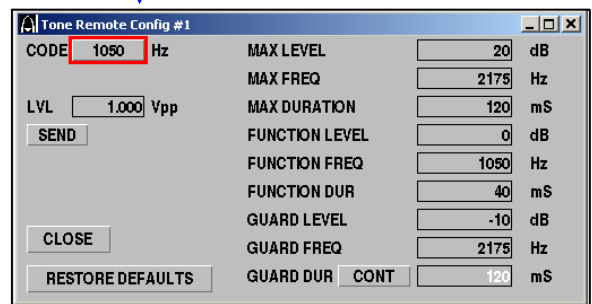 Tone Remote Config #1
CODE 1050 Hz MAX LEVEL 20 dB
MAX FREQ 2175 Hz
LVL 1.000 Vpp MAX DURATION 120 mS
SEND FUNCTION LEVEL 0 dB
FUNCTION FREQ 1050 Hz
FUNCTION DUR 40 mS
GUARD LEVEL -10 dB
CLOSE GUARD FREQ 2175 Hz
RESTORE DEFAULTS GUARD DUR CONT 120 mS